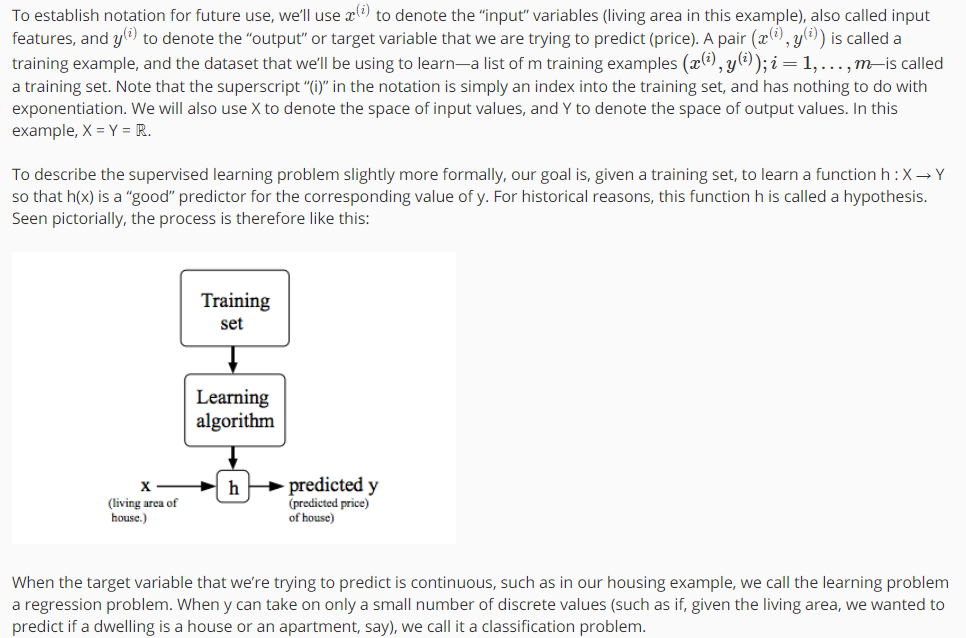 To establish notation for future use, we'll use x⁽ⁱ⁾ to denote the “input” variables (living area in this example), also called input
features, and y⁽ⁱ⁾ to denote the “output” or target variable that we are trying to predict (price). A pair (x⁽ⁱ⁾, y⁽ⁱ⁾) is called a
training example, and the dataset that we’ll be using to learn—a list of m training examples (x⁽ⁱ⁾, y⁽ⁱ⁾); i = 1, . . . , m—is called
a training set. Note that the superscript “(i)” in the notation is simply an index into the training set, and has nothing to do with
exponentiation. We will also use X to denote the space of input values, and Y to denote the space of output values. In this
example, X = Y = ℝ.
To describe the supervised learning problem slightly more formally, our goal is, given a training set, to learn a function h : X → Y
so that h(x) is a “good” predictor for the corresponding value of y. For historical reasons, this function h is called a hypothesis.
Seen pictorially, the process is therefore like this:
Training
set
Learning
algorithm
x
h
predicted y
(living area of
house.)
(predicted price)
of house)
When the target variable that we’re trying to predict is continuous, such as in our housing example, we call the learning problem
a regression problem. When y can take on only a small number of discrete values (such as if, given the living area, we wanted to
predict if a dwelling is a house or an apartment, say), we call it a classification problem.